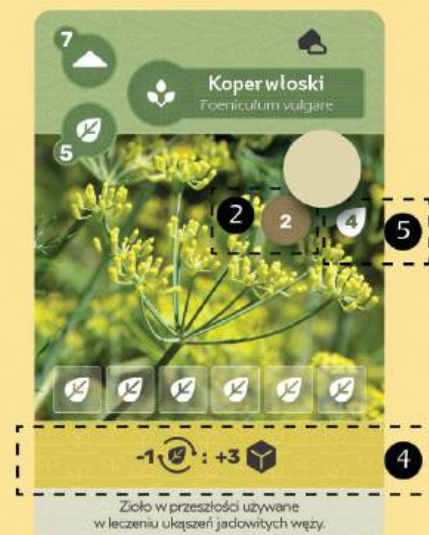 7
Koper włoski
Foeniculum vulgare
5
2
2
4
5
-1 : +3
4
Zioło w przeszłości używane
w leczeniu ukąszeń jadowitych węży.